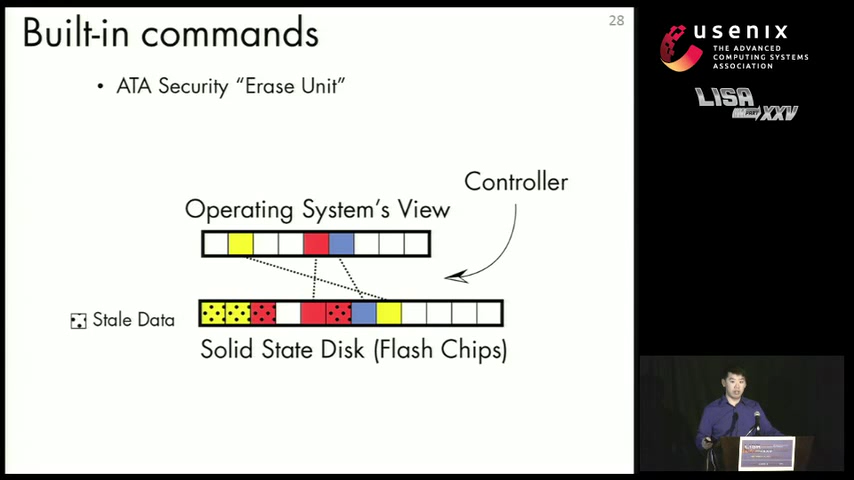 Built-in commands
28
• ATA Security “Erase Unit”
Controller
Operating System's View
Stale Data
Solid State Disk (Flash Chips)
usenix
THE ADVANCED
COMPUTING SYSTEMS
ASSOCIATION
LISA
PART XXV